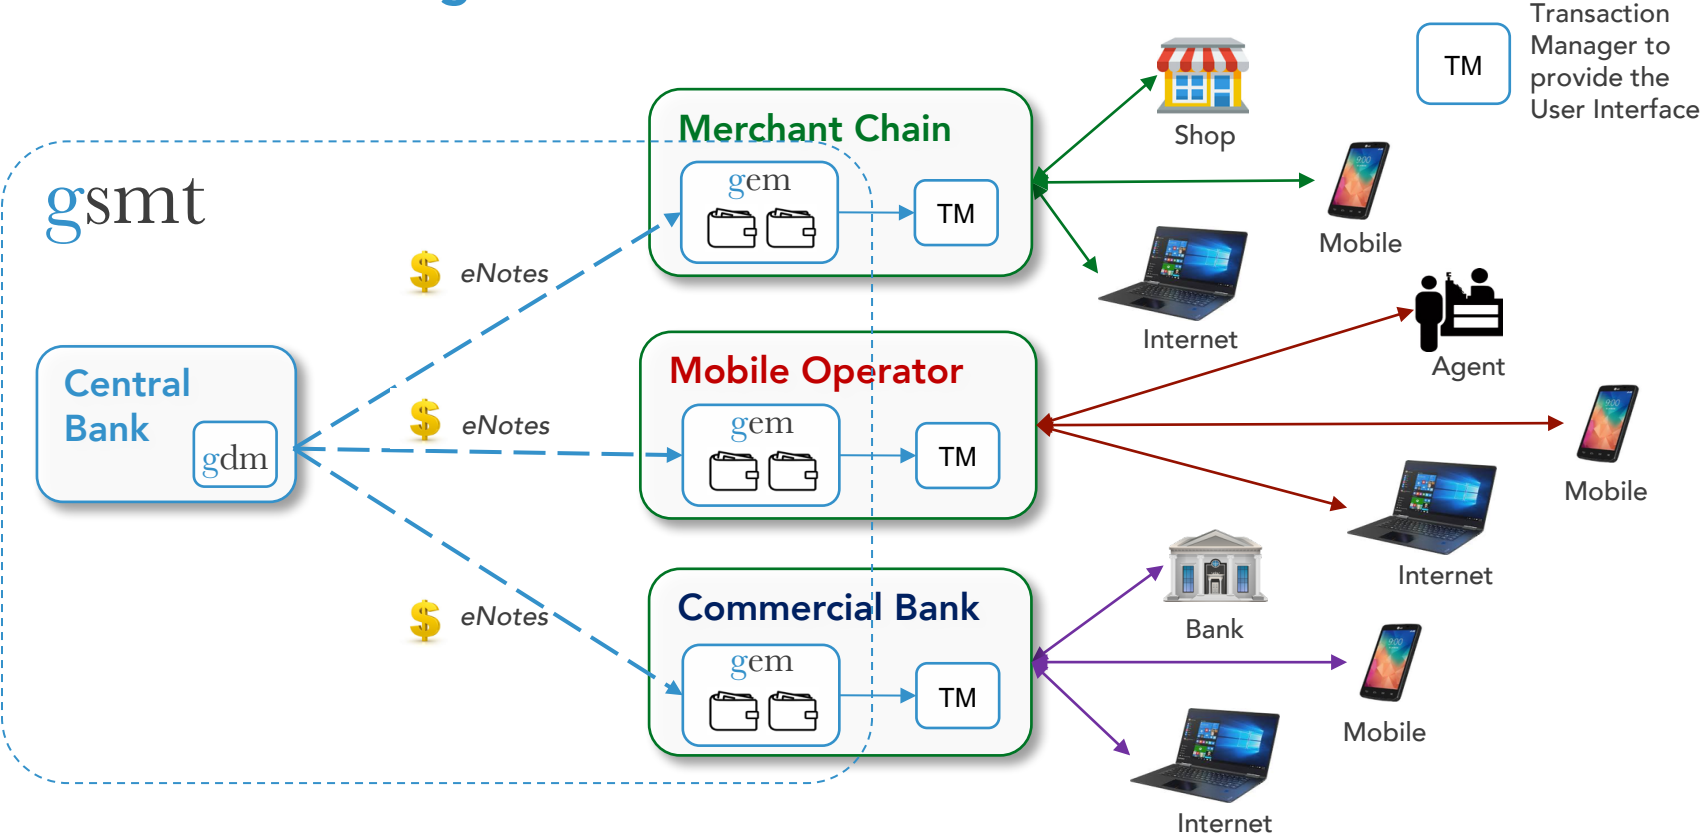 Transaction
Manager to
provide the
User Interface
TM
Shop
Merchant Chain
gem
TM
gsmt
Mobile
eNotes
Internet
Agent
Central
Bank
gdm
Mobile Operator
gem
TM
eNotes
Mobile
Internet
Commercial Bank
gem
TM
eNotes
Bank
Mobile
Internet